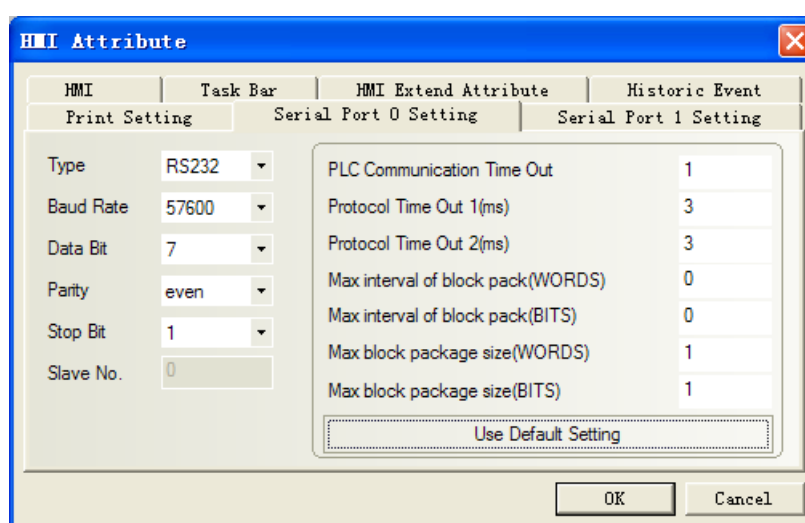 HMI Attribute
HMI Task Bar HMI Extend Attribute Historic Event
Print Setting Serial Port 0 Setting Serial Port 1 Setting
Type RS232
Baud Rate 57600
Data Bit 7
Parity even
Stop Bit 1
Slave No. 0
PLC Communication Time Out 1
Protocol Time Out 1(ms) 3
Protocol Time Out 2(ms) 3
Max interval of block pack(WORDS) 0
Max interval of block pack(BITS) 0
Max block package size(WORDS) 1
Max block package size(BITS) 1
Use Default Setting
OK Cancel